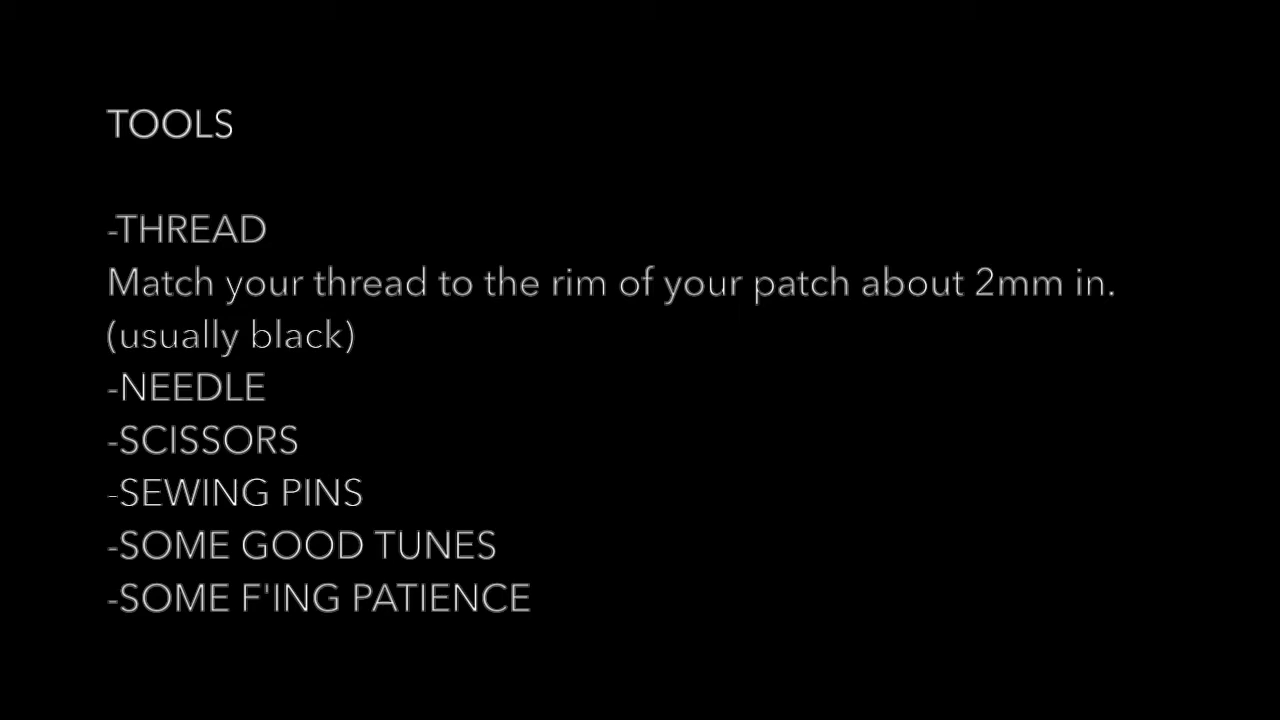 TOOLS
-THREAD
Match your thread to the rim of your patch about 2mm in.
(usually black)
-NEEDLE
-SCISSORS
-SEWING PINS
-SOME GOOD TUNES
-SOME F'ING PATIENCE